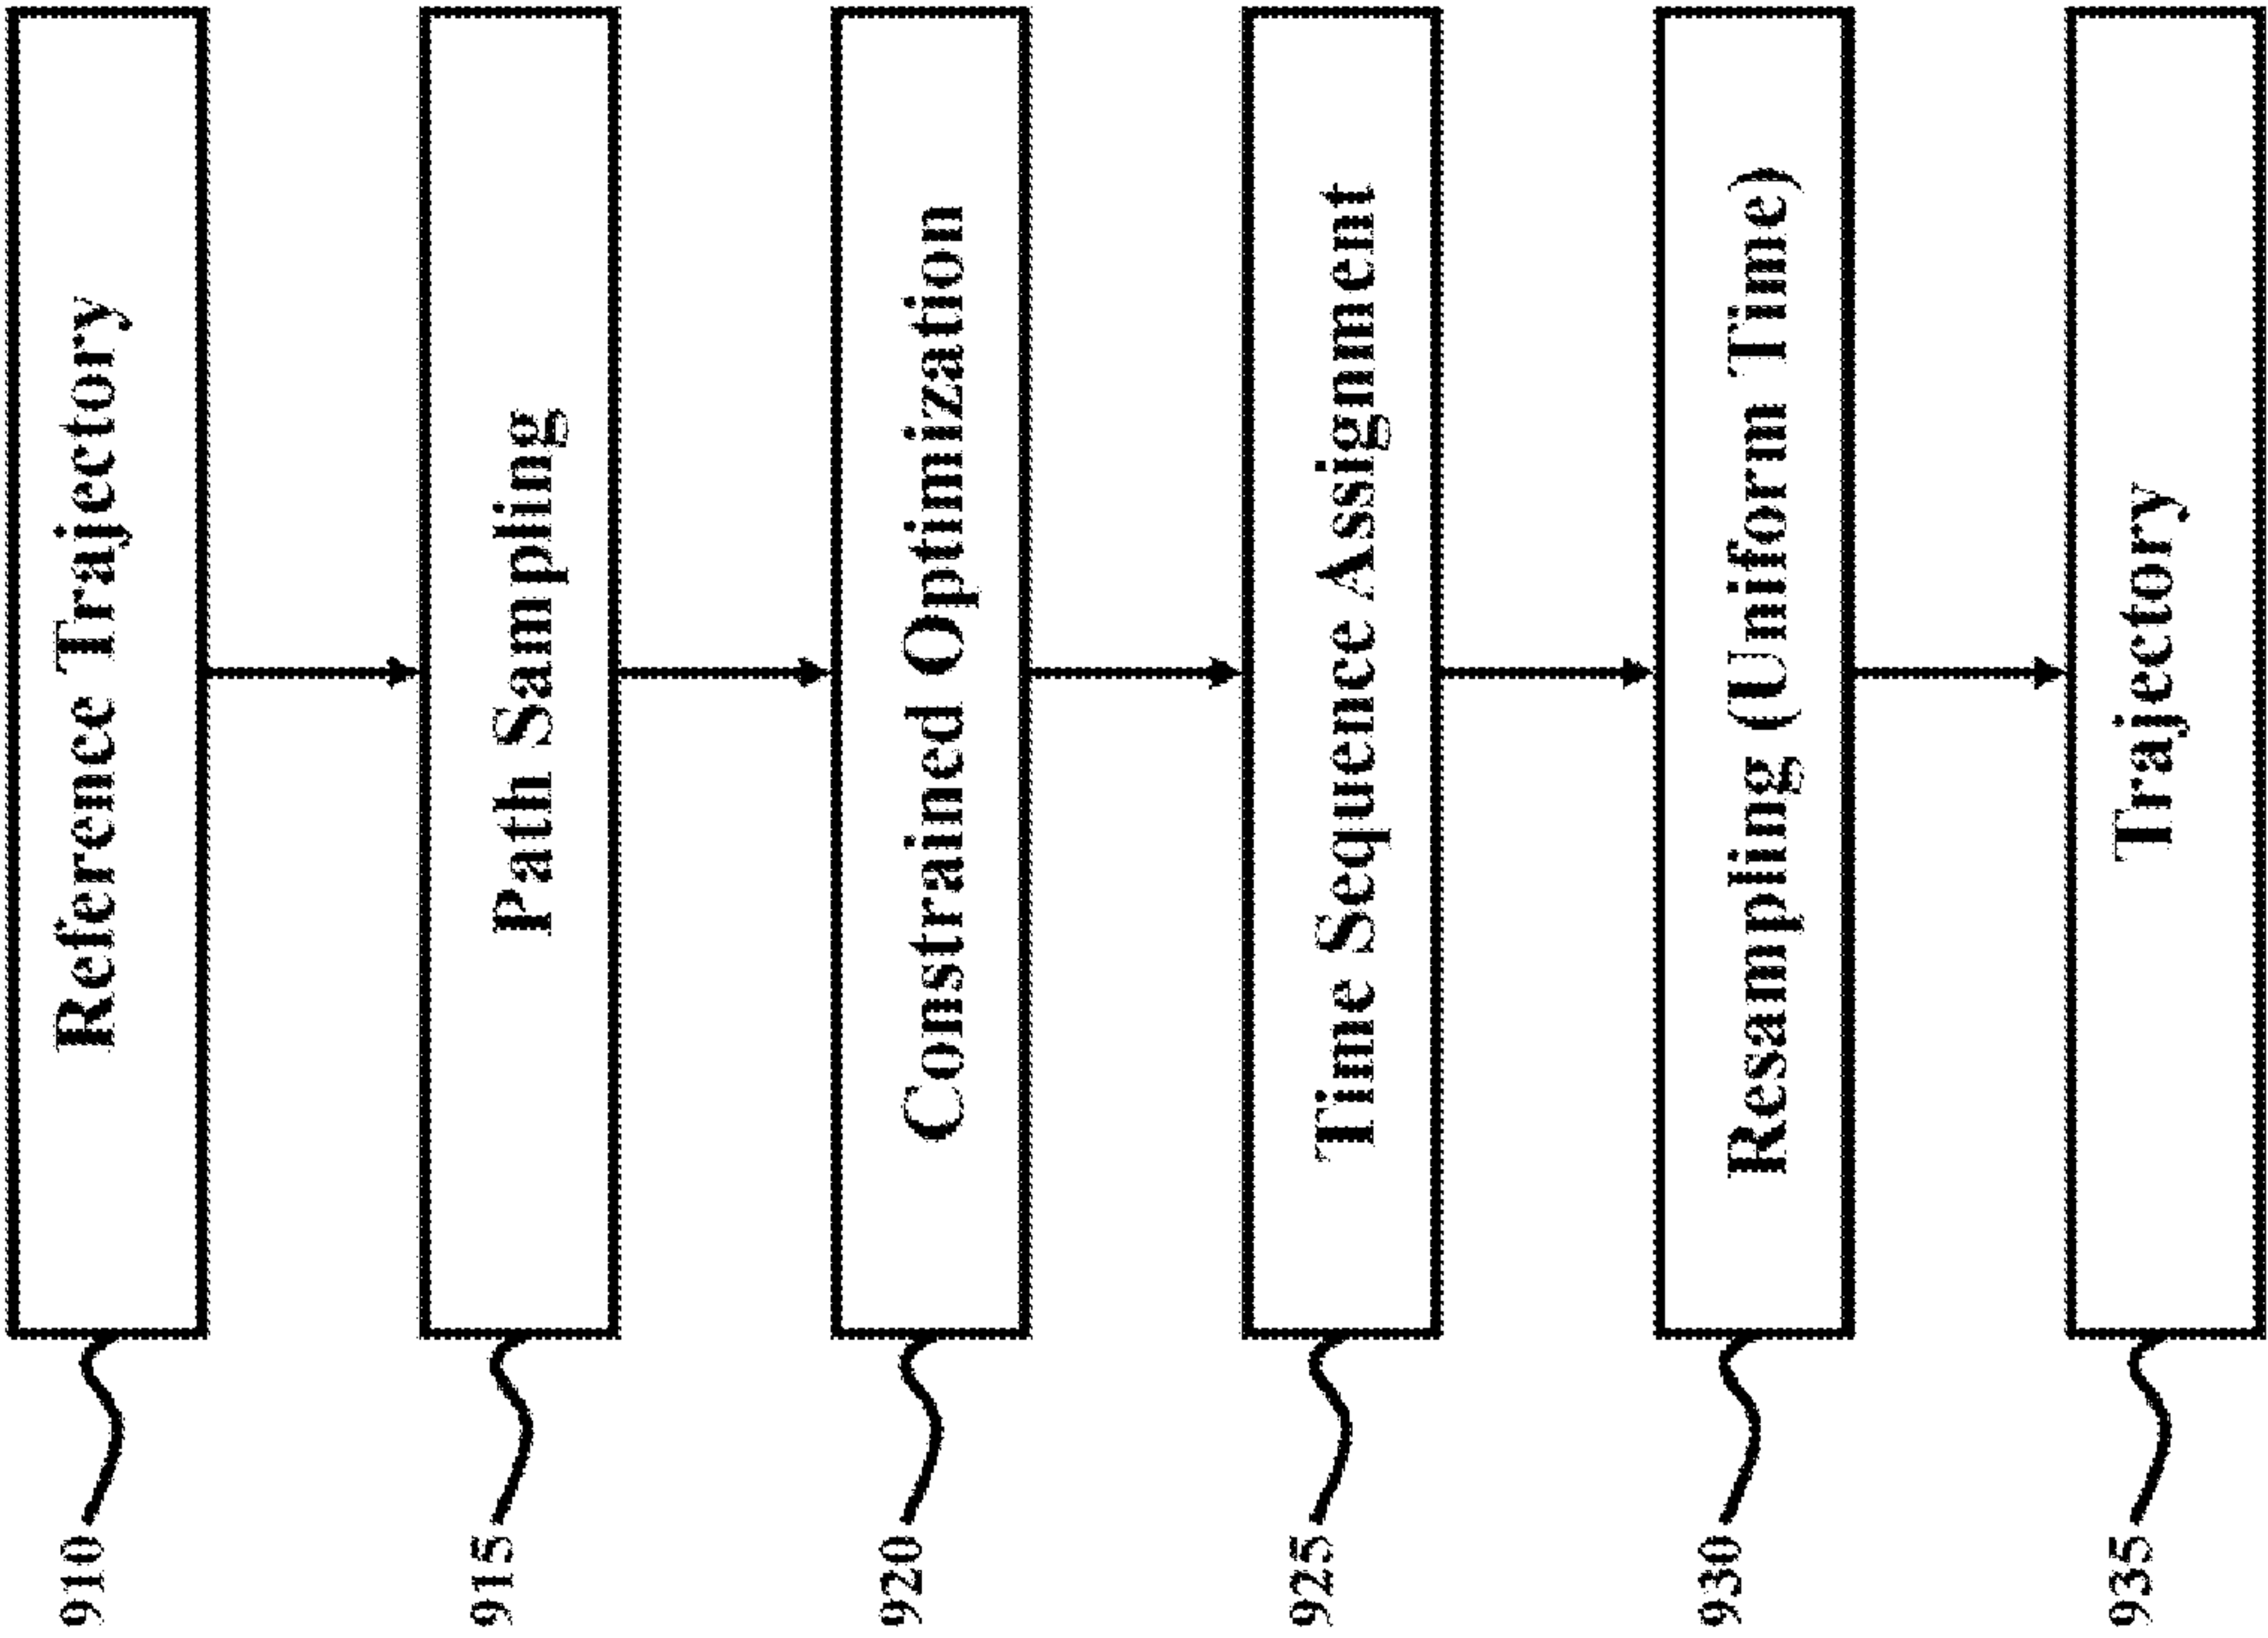 910 Reference Trajectory
915 Path Sampling
920 Constrained Optimization
925 Time Sequence Assignment
930 Resampling (Uniform Time)
935 Trajectory